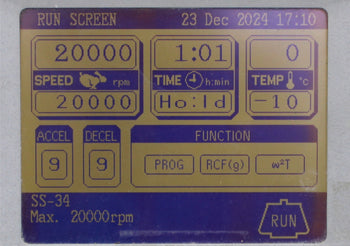 RUN SCREEN 23 Dec 2024 17:10
20000 1:01 0
SPEED rpm TIME h:min TEMP °c
20000 Ho:ld -10
ACCEL DECEL FUNCTION
9 9 PROG RCF(g) ω²T
SS-34
Max. 20000rpm RUN